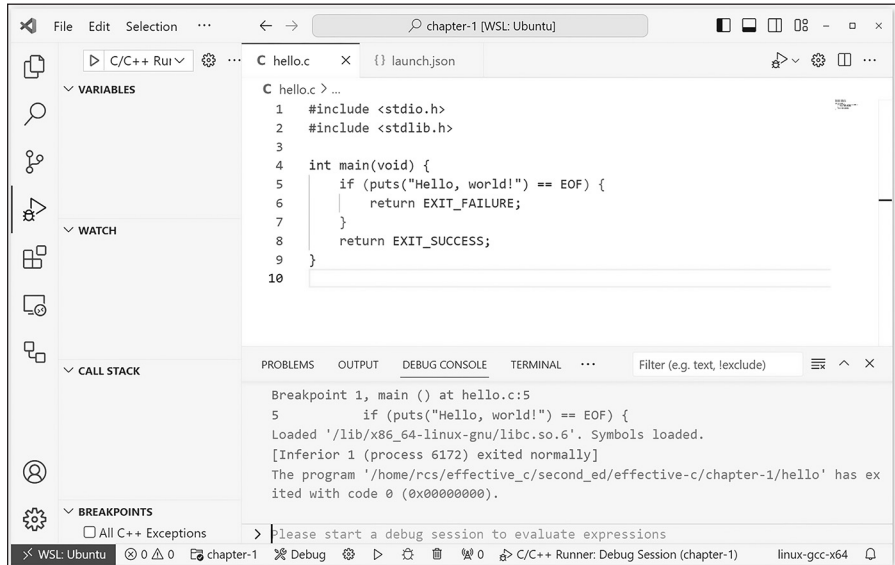 File Edit Selection ··· chapter-1 [WSL: Ubuntu]
C/C++ Rur ··· C hello.c × {} launch.json ···
VARIABLES
WATCH
CALL STACK
BREAKPOINTS
All C++ Exceptions
C hello.c > ...
1 #include <stdio.h>
2 #include <stdlib.h>
3
4 int main(void) {
5     if (puts("Hello, world!") == EOF) {
6         return EXIT_FAILURE;
7     }
8     return EXIT_SUCCESS;
9 }
10
PROBLEMS OUTPUT DEBUG CONSOLE TERMINAL ··· Filter (e.g. text, !exclude)
Breakpoint 1, main () at hello.c:5
5           if (puts("Hello, world!") == EOF) {
Loaded '/lib/x86_64-linux-gnu/libc.so.6'. Symbols loaded.
[Inferior 1 (process 6172) exited normally]
The program '/home/rcs/effective_c/second_ed/effective-c/chapter-1/hello' has ex
ited with code 0 (0x00000000).
> Please start a debug session to evaluate expressions
WSL: Ubuntu 0 0 chapter-1 Debug 0 C/C++ Runner: Debug Session (chapter-1) linux-gcc-x64